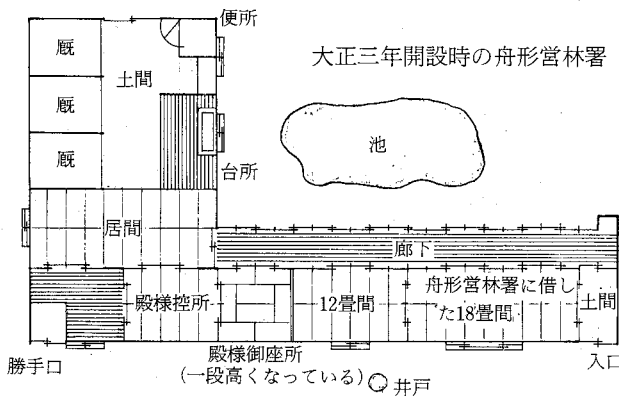 便所
大正三年開設時の舟形営林署
厩
土間
厩
池
厩
台所
居間
廊下
殿様控所
12畳間
舟形営林署に借し
た18畳間
土間
勝手口
殿様御座所
(一段高くなっている)
井戸
入口